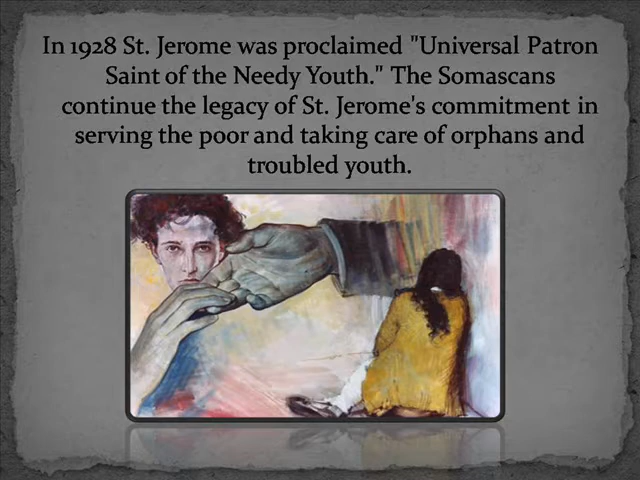 In 1928 St. Jerome was proclaimed "Universal Patron
Saint of the Needy Youth." The Somascans
continue the legacy of St. Jerome's commitment in
serving the poor and taking care of orphans and
troubled youth.